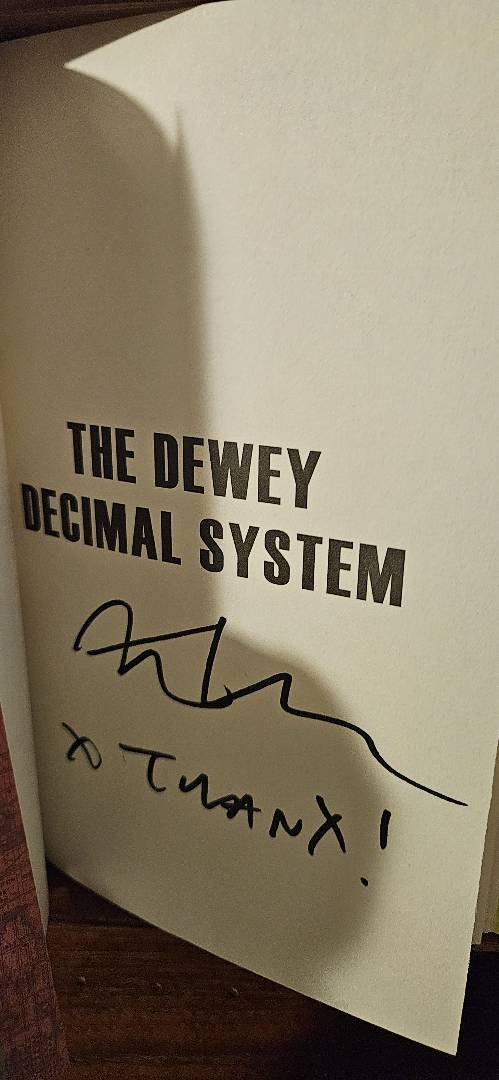 THE DEWEY
DECIMAL SYSTEM
X THANX!